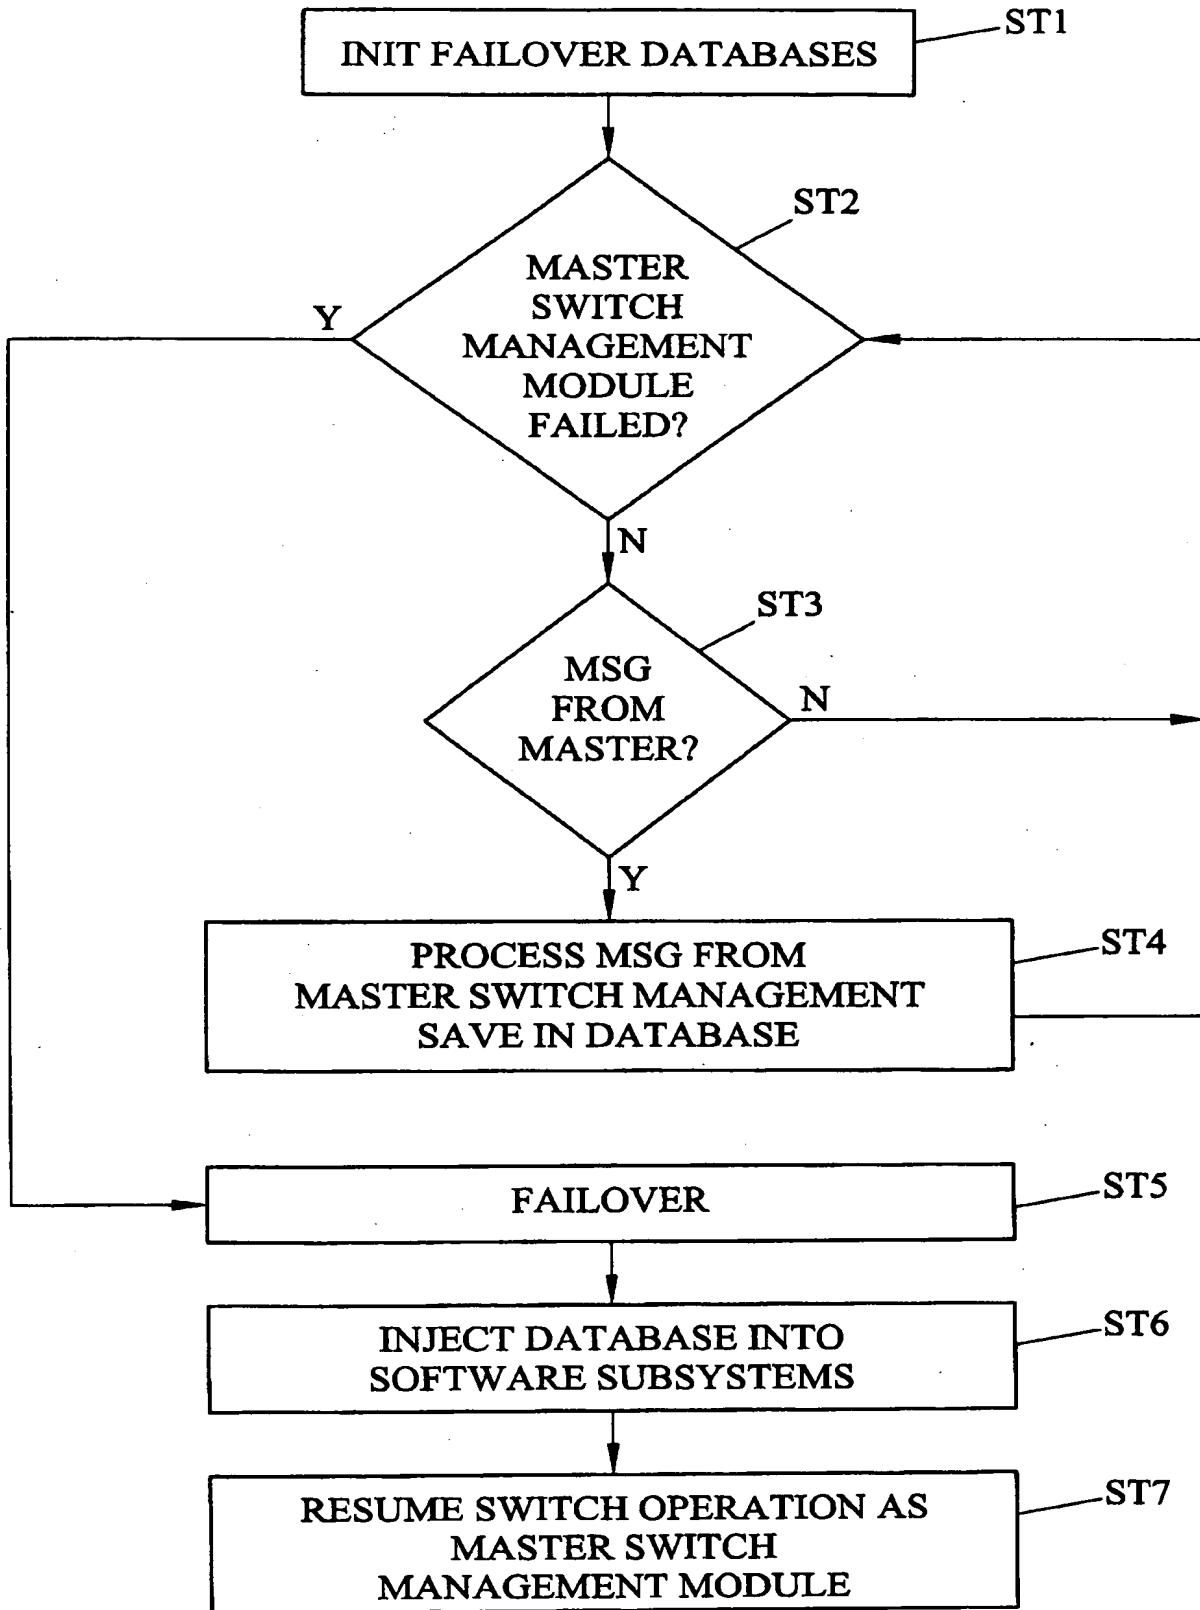 INIT FAILOVER DATABASES
ST1
ST2
MASTER
SWITCH
MANAGEMENT
MODULE
FAILED?
Y
N
ST3
MSG
FROM
MASTER?
N
Y
PROCESS MSG FROM
MASTER SWITCH MANAGEMENT
SAVE IN DATABASE
ST4
FAILOVER
ST5
INJECT DATABASE INTO
SOFTWARE SUBSYSTEMS
ST6
RESUME SWITCH OPERATION AS
MASTER SWITCH
MANAGEMENT MODULE
ST7